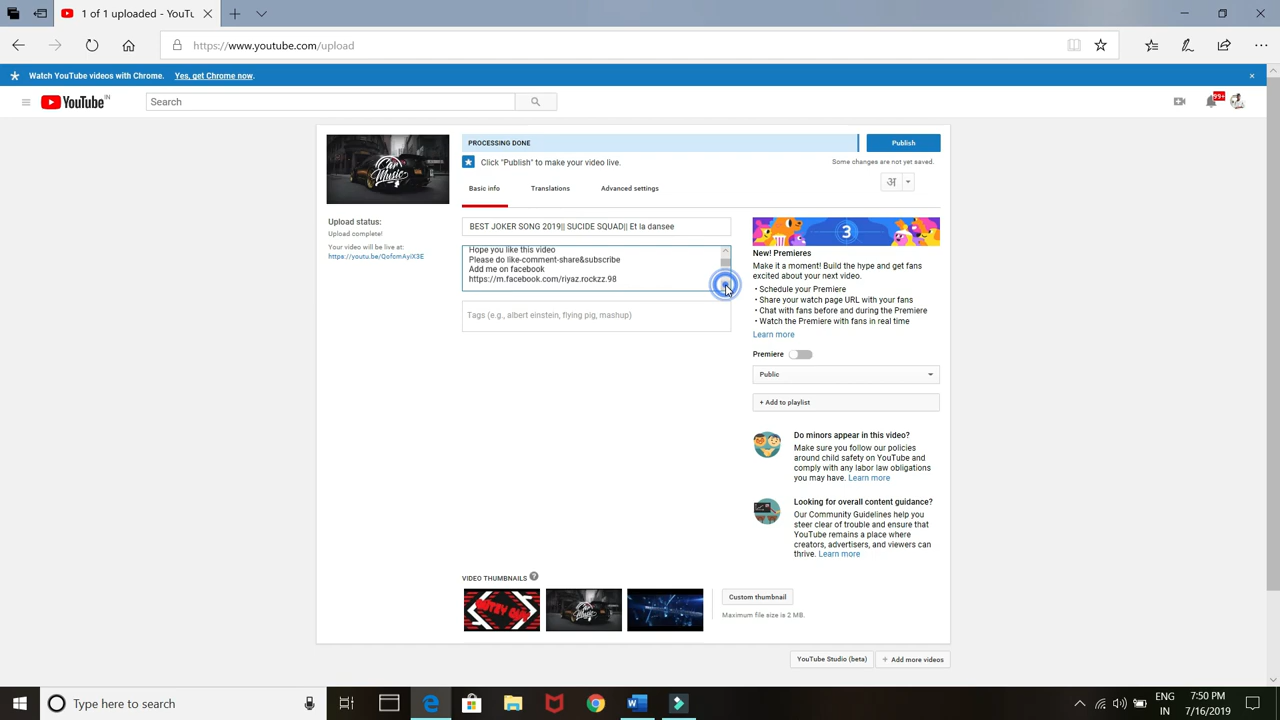 1 of 1 uploaded - YouT
https://www.youtube.com/upload
Watch YouTube videos with Chrome. Yes, get Chrome now.
YouTube IN
Search
99+
PROCESSING DONE
Publish
Click "Publish" to make your video live.
Some changes are not yet saved.
Basic info
Translations
Advanced settings
अ
Car Music
Upload status:
Upload complete!
Your video will be live at:
https://youtu.be/QofcmAyiX3E
BEST JOKER SONG 2019|| SUCIDE SQUAD|| Et la dansee
Hope you like this video
Please do like-comment-share&subscribe
Add me on facebook
https://m.facebook.com/riyaz.rockzz.98
Tags (e.g., albert einstein, flying pig, mashup)
3
New! Premieres
Make it a moment! Build the hype and get fans
excited about your next video.
• Schedule your Premiere
• Share your watch page URL with your fans
• Chat with fans before and during the Premiere
• Watch the Premiere with fans in real time
Learn more
Premiere
Public
+ Add to playlist
Do minors appear in this video?
Make sure you follow our policies
around child safety on YouTube and
comply with any labor law obligations
you may have. Learn more
Looking for overall content guidance?
Our Community Guidelines help you
steer clear of trouble and ensure that
YouTube remains a place where
creators, advertisers, and viewers can
thrive. Learn more
VIDEO THUMBNAILS ?
Car Music
Custom thumbnail
Maximum file size is 2 MB.
YouTube Studio (beta)
+ Add more videos
Type here to search
ENG
IN
7:50 PM
7/16/2019